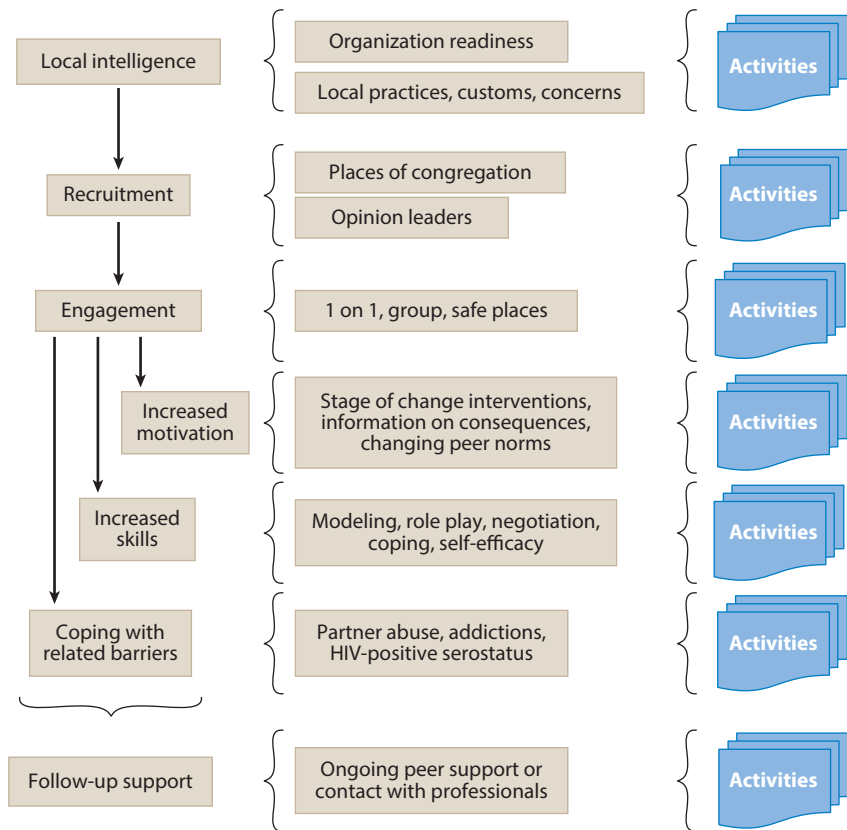 Local intelligence
Organization readiness
Local practices, customs, concerns
Activities
Recruitment
Places of congregation
Opinion leaders
Activities
Engagement
1 on 1, group, safe places
Activities
Increased
motivation
Stage of change interventions,
information on consequences,
changing peer norms
Activities
Increased
skills
Modeling, role play, negotiation,
coping, self-efficacy
Activities
Coping with
related barriers
Partner abuse, addictions,
HIV-positive serostatus
Activities
Follow-up support
Ongoing peer support or
contact with professionals
Activities